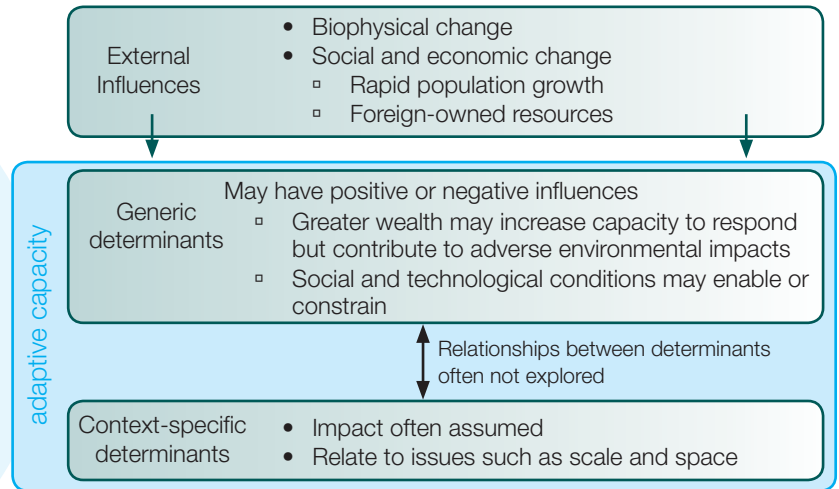 External
Influences
• Biophysical change
• Social and economic change
▫ Rapid population growth
▫ Foreign-owned resources
adaptive capacity
Generic
determinants
May have positive or negative influences
▫ Greater wealth may increase capacity to respond
but contribute to adverse environmental impacts
▫ Social and technological conditions may enable or
constrain
Relationships between determinants
often not explored
Context-specific
determinants
• Impact often assumed
• Relate to issues such as scale and space